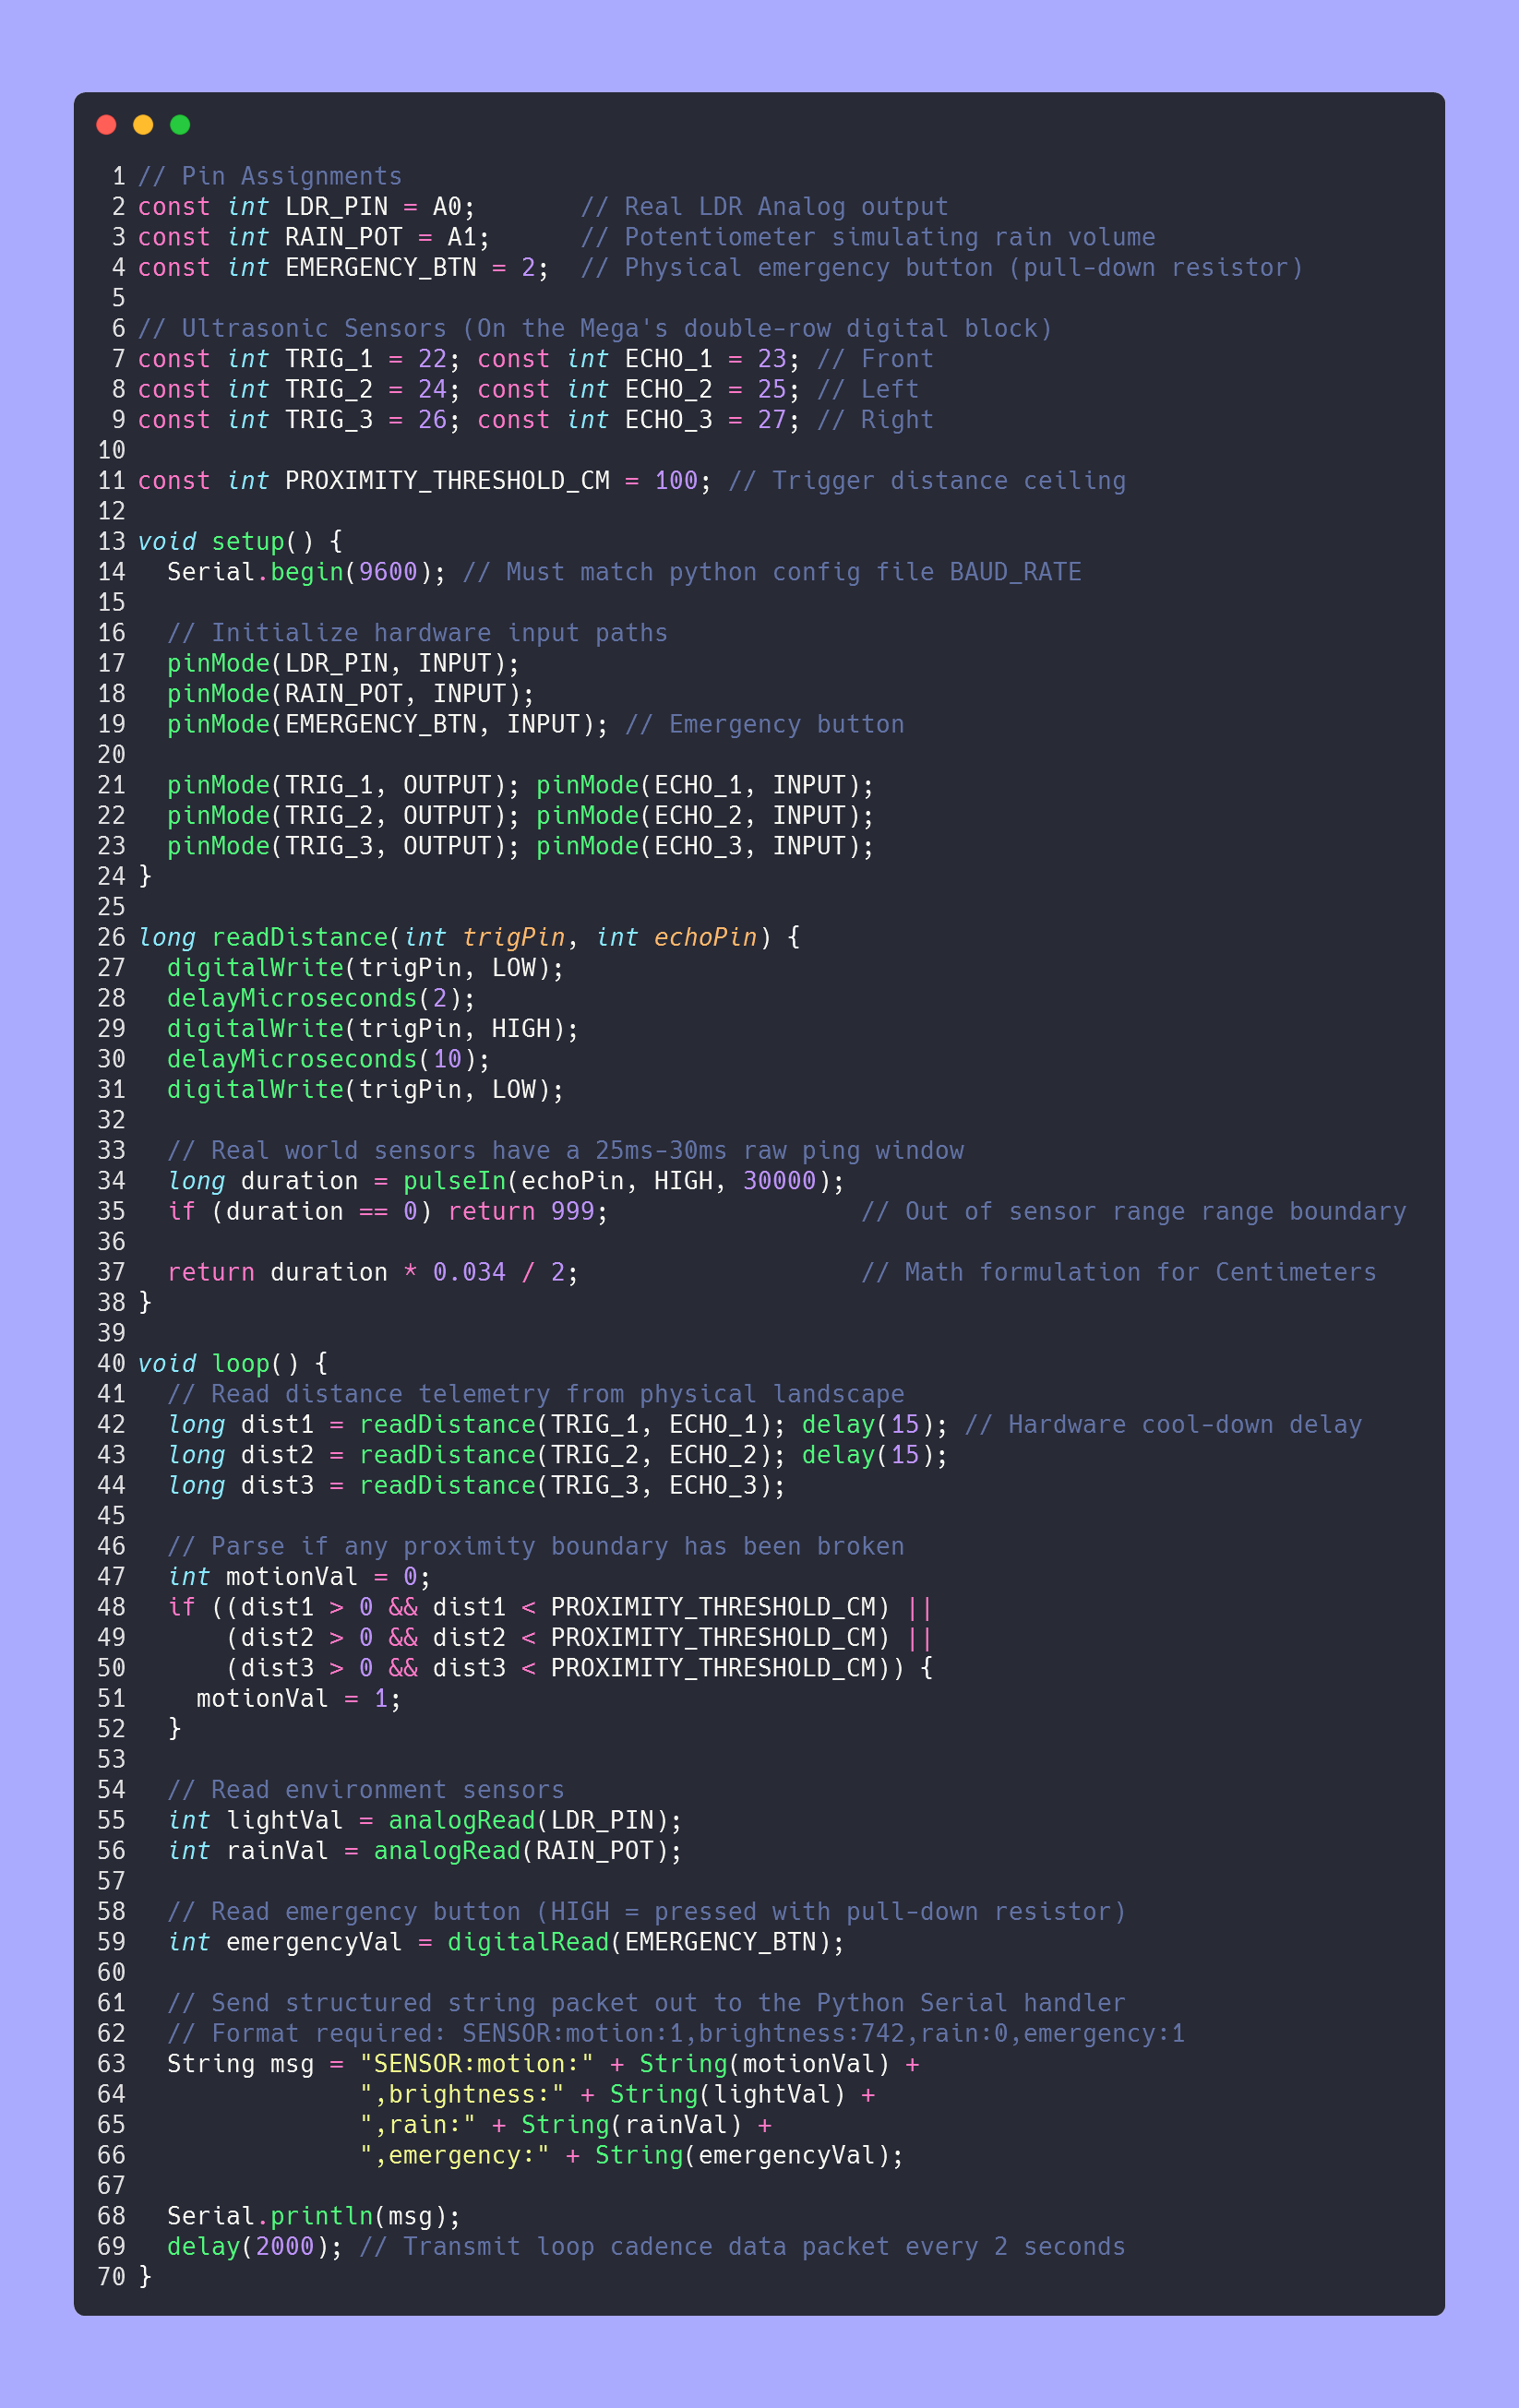 1 // Pin Assignments
2 const int LDR_PIN = A0;       // Real LDR Analog output
3 const int RAIN_POT = A1;      // Potentiometer simulating rain volume
4 const int EMERGENCY_BTN = 2;  // Physical emergency button (pull-down resistor)
5
6 // Ultrasonic Sensors (On the Mega's double-row digital block)
7 const int TRIG_1 = 22; const int ECHO_1 = 23; // Front
8 const int TRIG_2 = 24; const int ECHO_2 = 25; // Left
9 const int TRIG_3 = 26; const int ECHO_3 = 27; // Right
10
11 const int PROXIMITY_THRESHOLD_CM = 100; // Trigger distance ceiling
12
13 void setup() {
14   Serial.begin(9600); // Must match python config file BAUD_RATE
15
16   // Initialize hardware input paths
17   pinMode(LDR_PIN, INPUT);
18   pinMode(RAIN_POT, INPUT);
19   pinMode(EMERGENCY_BTN, INPUT); // Emergency button
20
21   pinMode(TRIG_1, OUTPUT); pinMode(ECHO_1, INPUT);
22   pinMode(TRIG_2, OUTPUT); pinMode(ECHO_2, INPUT);
23   pinMode(TRIG_3, OUTPUT); pinMode(ECHO_3, INPUT);
24 }
25
26 long readDistance(int trigPin, int echoPin) {
27   digitalWrite(trigPin, LOW);
28   delayMicroseconds(2);
29   digitalWrite(trigPin, HIGH);
30   delayMicroseconds(10);
31   digitalWrite(trigPin, LOW);
32
33   // Real world sensors have a 25ms-30ms raw ping window
34   long duration = pulseIn(echoPin, HIGH, 30000);
35   if (duration == 0) return 999;                 // Out of sensor range range boundary
36
37   return duration * 0.034 / 2;                   // Math formulation for Centimeters
38 }
39
40 void loop() {
41   // Read distance telemetry from physical landscape
42   long dist1 = readDistance(TRIG_1, ECHO_1); delay(15); // Hardware cool-down delay
43   long dist2 = readDistance(TRIG_2, ECHO_2); delay(15);
44   long dist3 = readDistance(TRIG_3, ECHO_3);
45
46   // Parse if any proximity boundary has been broken
47   int motionVal = 0;
48   if ((dist1 > 0 && dist1 < PROXIMITY_THRESHOLD_CM) ||
49       (dist2 > 0 && dist2 < PROXIMITY_THRESHOLD_CM) ||
50       (dist3 > 0 && dist3 < PROXIMITY_THRESHOLD_CM)) {
51     motionVal = 1;
52   }
53
54   // Read environment sensors
55   int lightVal = analogRead(LDR_PIN);
56   int rainVal = analogRead(RAIN_POT);
57
58   // Read emergency button (HIGH = pressed with pull-down resistor)
59   int emergencyVal = digitalRead(EMERGENCY_BTN);
60
61   // Send structured string packet out to the Python Serial handler
62   // Format required: SENSOR:motion:1,brightness:742,rain:0,emergency:1
63   String msg = "SENSOR:motion:" + String(motionVal) +
64                ",brightness:" + String(lightVal) +
65                ",rain:" + String(rainVal) +
66                ",emergency:" + String(emergencyVal);
67
68   Serial.println(msg);
69   delay(2000); // Transmit loop cadence data packet every 2 seconds
70 }